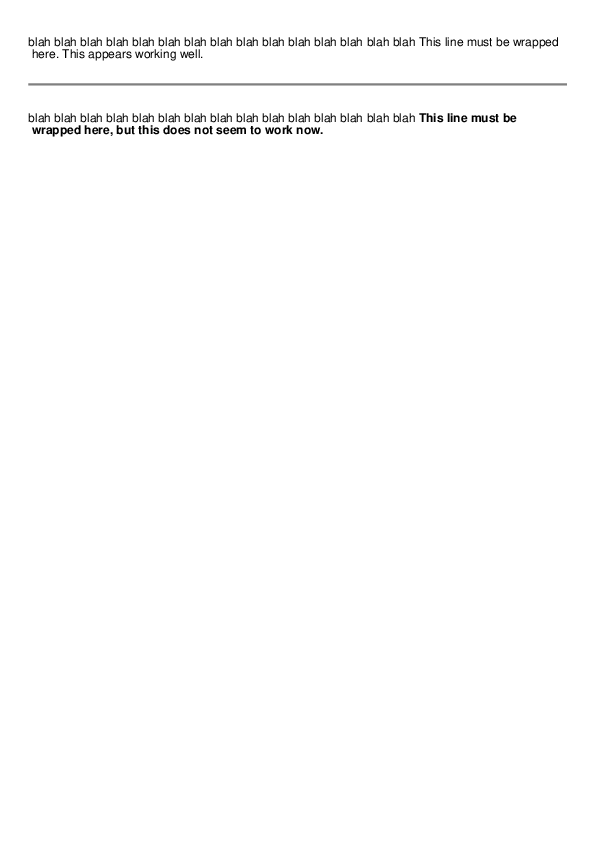 blah blah blah blah blah blah blah blah blah blah blah blah blah blah blah This line must be wrapped
here. This appears working well.
blah blah blah blah blah blah blah blah blah blah blah blah blah blah blah This line must be
wrapped here, but this does not seem to work now.